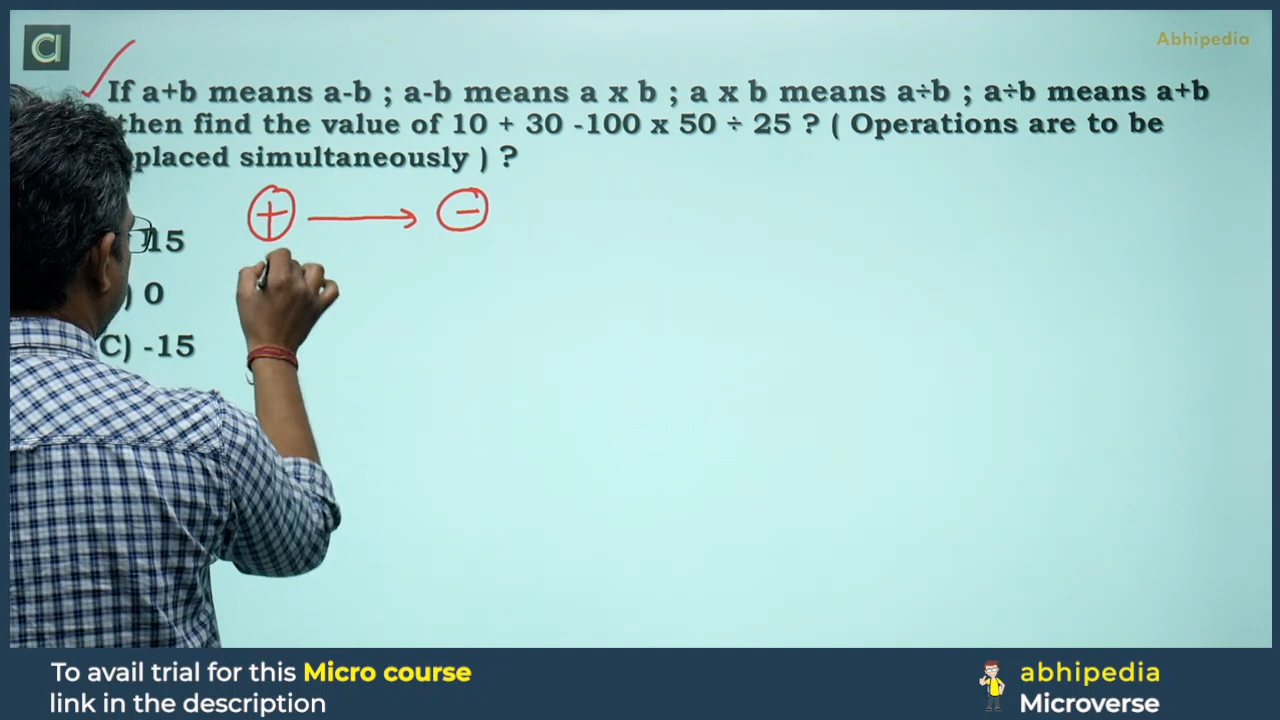 Abhipedia
If a+b means a-b ; a-b means a x b ; a x b means a÷b ; a÷b means a+b
then find the value of 10 + 30 -100 x 50 ÷ 25 ? ( Operations are to be
simultaneously ) ?
+ → -
15
) 0
C) -15
To avail trial for this Micro course
link in the description
abhipedia
Microverse